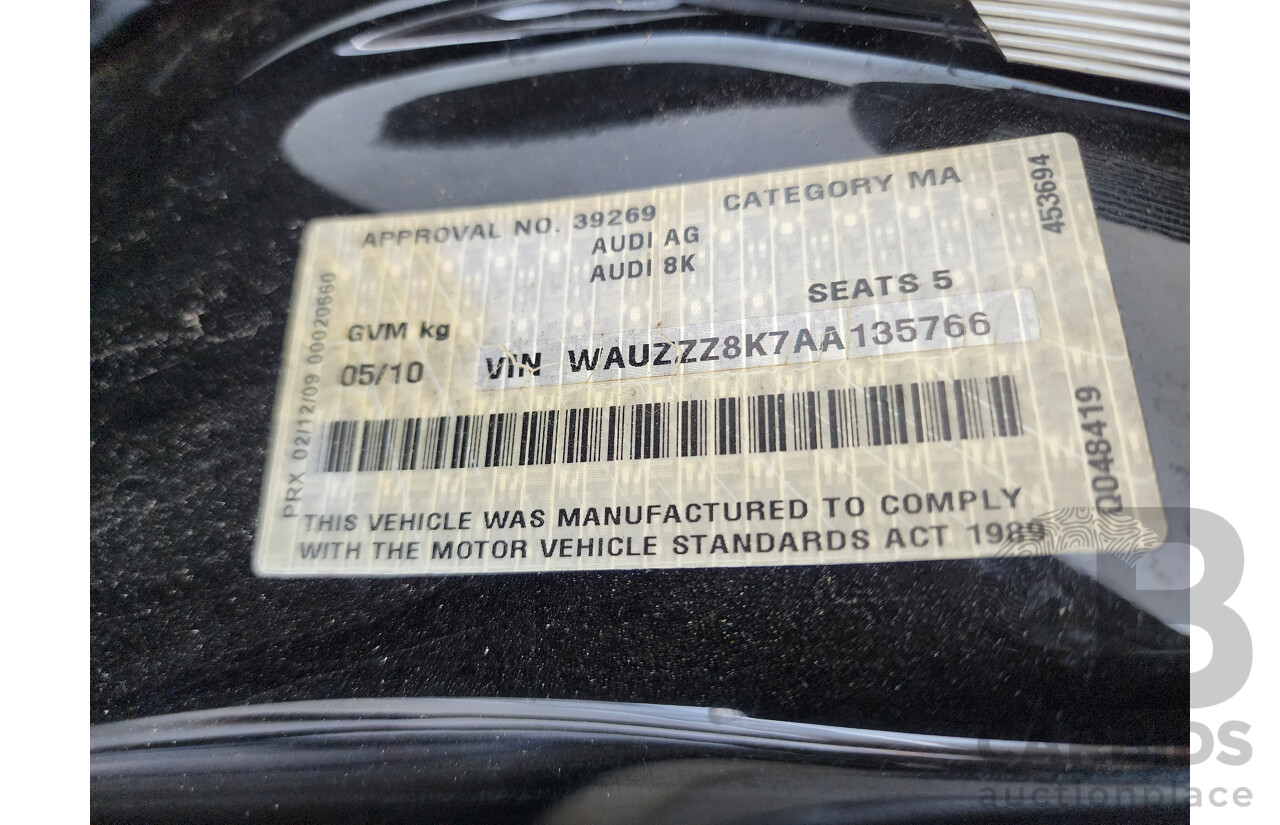 APPROVAL NO. 39269 CATEGORY MA
AUDI AG
AUDI 8K
SEATS 5
GVM kg
05/10
VIN WAUZZZ8K7AA135766
THIS VEHICLE WAS MANUFACTURED TO COMPLY
WITH THE MOTOR VEHICLE STANDARDS ACT 1989
PRX 02/12/09 00020660
453694
Q048419
auctionplace